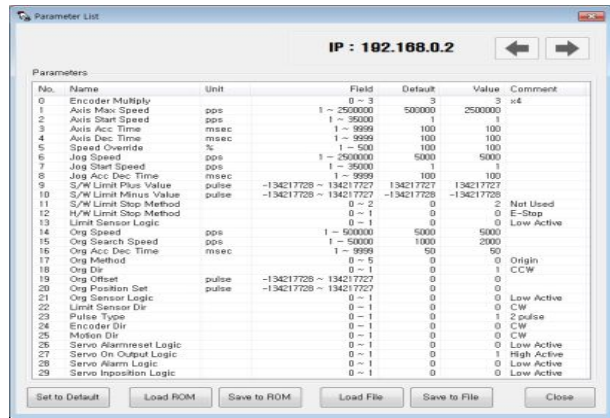 Parameter List
IP : 192.168.0.2
Parameters
No. Name Unit Field Default Value Comment
0 Encoder Multiply 0 ~ 3 3 3 x4
1 Axis Max Speed pps 1 ~ 2500000 500000 2500000
2 Axis Start Speed pps 1 ~ 35000 1 1
3 Axis Acc Time msec 1 ~ 9999 100 100
4 Axis Dec Time msec 1 ~ 9999 100 100
5 Speed Override % 1 ~ 500 100 100
6 Jog Speed pps 1 ~ 2500000 5000 5000
7 Jog Start Speed pps 1 ~ 35000 1 1
8 Jog Acc Dec Time msec 1 ~ 9999 100 100
9 S/W Limit Plus Value pulse -134217728 ~ 134217727 134217727 134217727
10 S/W Limit Minus Value pulse -134217728 ~ 134217727 -134217728 -134217728
11 S/W Limit Stop Method 0 ~ 2 0 2 Not Used
12 H/W Limit Stop Method 0 ~ 1 0 0 E-Stop
13 Limit Sensor Logic 0 ~ 1 0 0 Low Active
14 Org Speed pps 1 ~ 500000 5000 5000
15 Org Search Speed pps 1 ~ 50000 1000 2000
16 Org Acc Dec Time msec 1 ~ 9999 50 50
17 Org Method 0 ~ 5 0 0 Origin
18 Org Dir 0 ~ 1 0 1 CCW
19 Org Offset pulse -134217728 ~ 134217727 0 0
20 Org Position Set pulse -134217728 ~ 134217727 0 0
21 Org Sensor Logic 0 ~ 1 0 0 Low Active
22 Limit Sensor Dir 0 ~ 1 0 0 CW
23 Pulse Type 0 ~ 1 0 1 2 pulse
24 Encoder Dir 0 ~ 1 0 0 CW
25 Motion Dir 0 ~ 1 0 0 CW
26 Servo Alarmreset Logic 0 ~ 1 0 0 Low Active
27 Servo On Output Logic 0 ~ 1 0 1 High Active
28 Servo Alarm Logic 0 ~ 1 0 0 Low Active
29 Servo Inposition Logic 0 ~ 1 0 0 Low Active
Set to Default Load ROM Save to ROM Load File Save to File Close